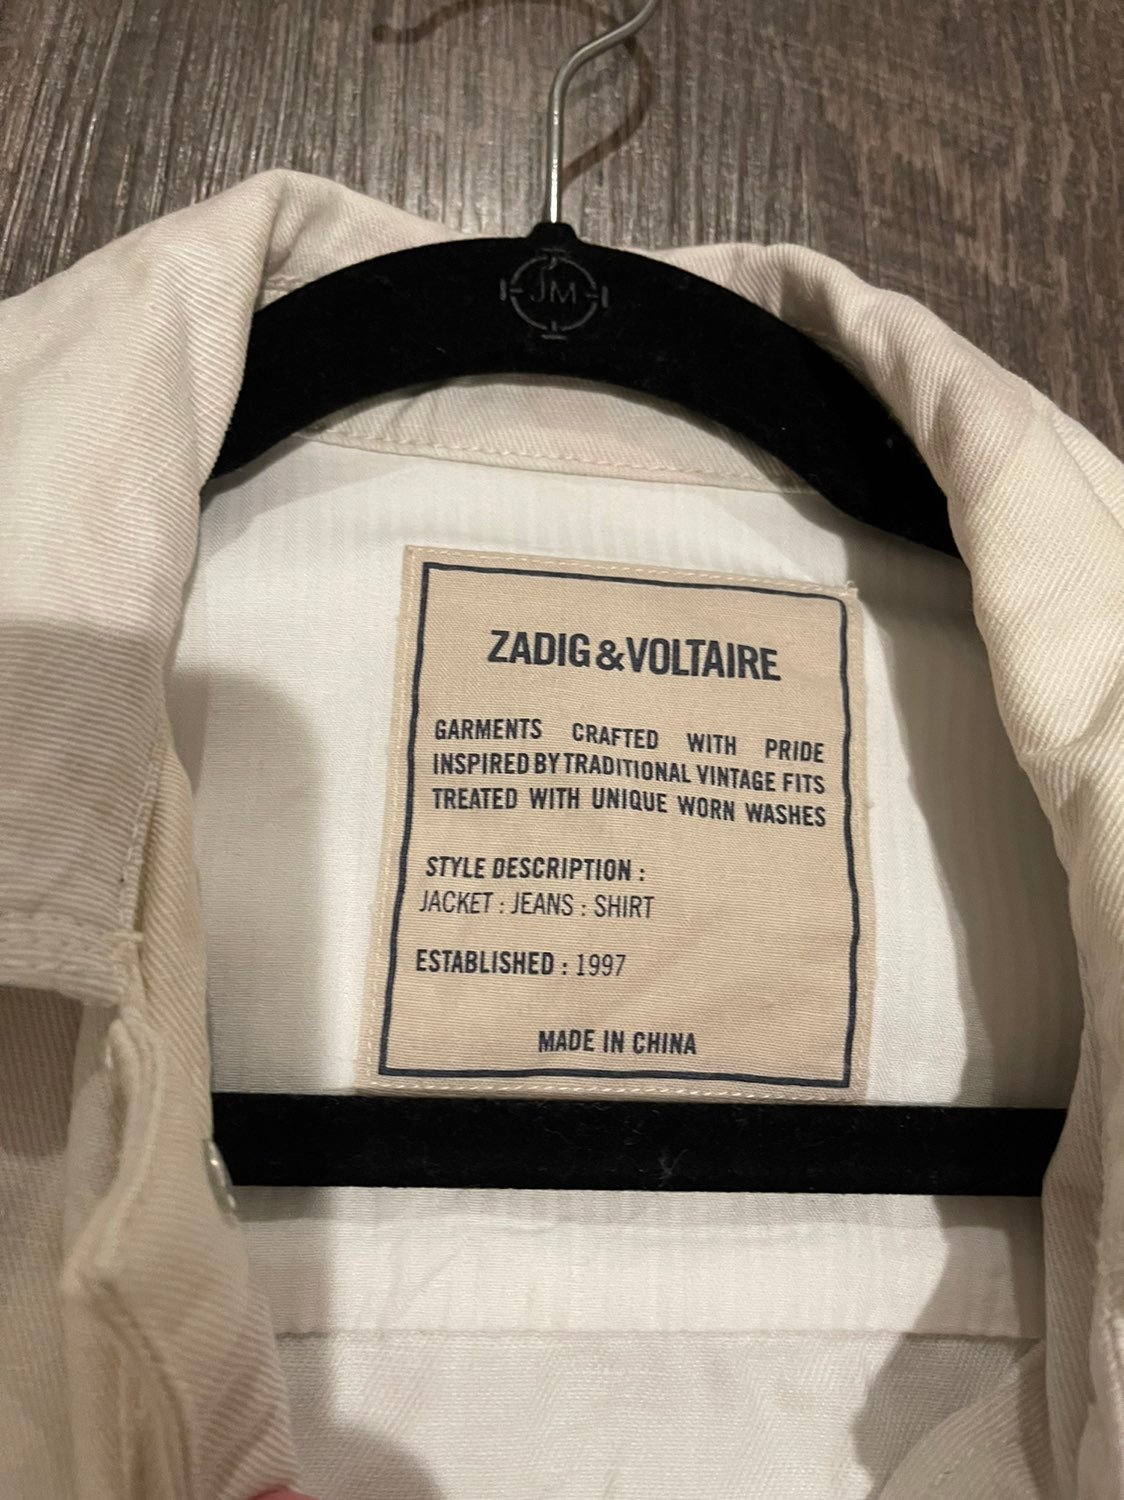 JM
ZADIG&VOLTAIRE
GARMENTS CRAFTED WITH PRIDE
INSPIRED BY TRADITIONAL VINTAGE FITS
TREATED WITH UNIQUE WORN WASHES
STYLE DESCRIPTION :
JACKET : JEANS : SHIRT
ESTABLISHED : 1997
MADE IN CHINA